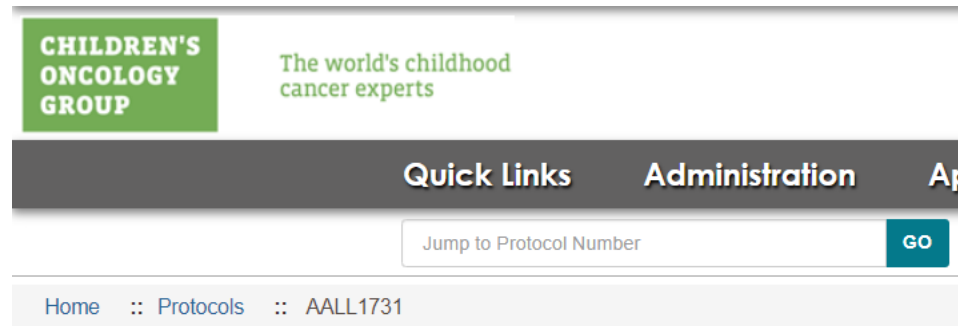 CHILDREN'S
ONCOLOGY
GROUP
The world's childhood
cancer experts
Quick Links Administration
Jump to Protocol Number GO
Home :: Protocols :: AALL1731